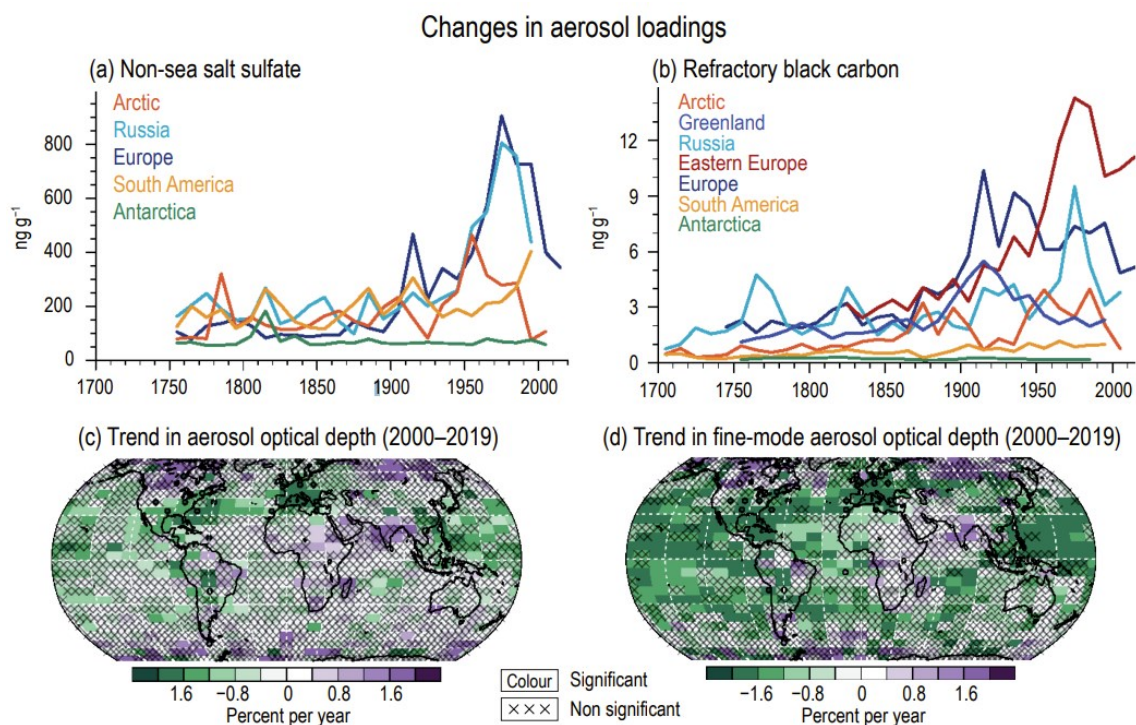 Changes in aerosol loadings
(a) Non-sea salt sulfate
Arctic
Russia
Europe
South America
Antarctica
ng g⁻¹
800
600
400
200
0
1700 1750 1800 1850 1900 1950 2000
(b) Refractory black carbon
Arctic
Greenland
Russia
Eastern Europe
Europe
South America
Antarctica
ng g⁻¹
12
9
6
3
0
1700 1750 1800 1850 1900 1950 2000
(c) Trend in aerosol optical depth (2000–2019)
1.6 −0.8 0 0.8 1.6
Percent per year
(d) Trend in fine-mode aerosol optical depth (2000–2019)
−1.6 −0.8 0 0.8 1.6
Percent per year
Colour Significant
Non significant